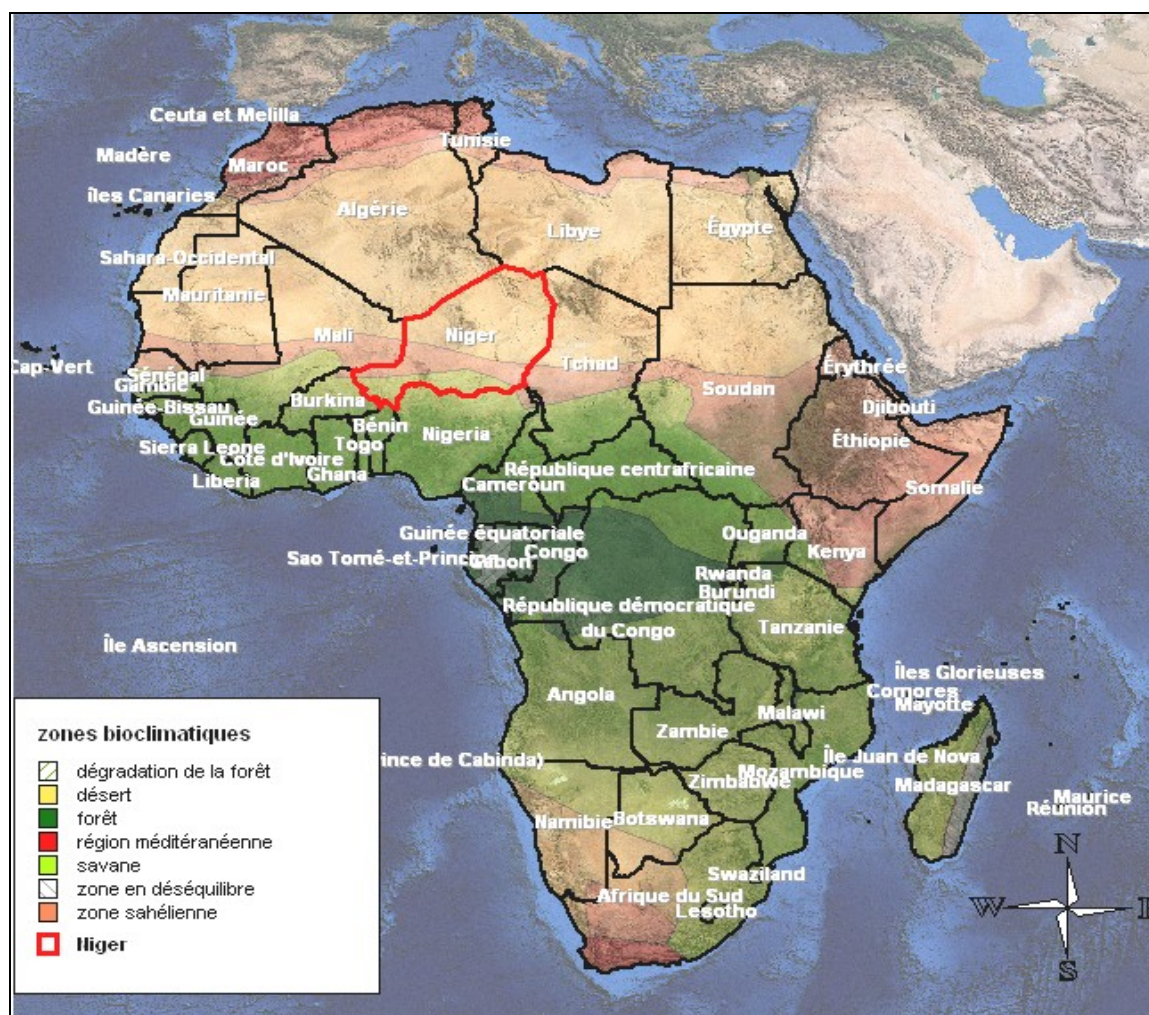 Ceuta et Melilla
Tunisie
Madère
Maroc
îles Canaries
Algérie
Libye
Égypte
Sahara-Occidental
Mauritanie
Mali
Niger
Tchad
Cap-Vert
Sénégal
Gambie
Soudan
Érythrée
Burkina
Guinée-Bissau
Guinée
Djibouti
Bénin
Nigeria
Éthiopie
Sierra Leone
Togo
Côte d'Ivoire
Ghana
Liberia
République centrafricaine
Cameroun
Somalie
Guinée équatoriale
Ouganda
Congo
Kenya
Sao Tomé-et-Principe
Gabon
Rwanda
Burundi
République démocratique
du Congo
Tanzanie
Île Ascension
Îles Glorieuses
Comores
Mayotte
Angola
Malawi
Zambie
ince de Cabinda)
Île Juan de Nova
Mozambique
Zimbabwe
Madagascar
Maurice
Réunion
Namibie
Botswana
Swaziland
Afrique du Sud
Lesotho
zones bioclimatiques
dégradation de la forêt
désert
forêt
région méditéranéenne
savane
zone en déséquilibre
zone sahélienne
Niger
N
W
S